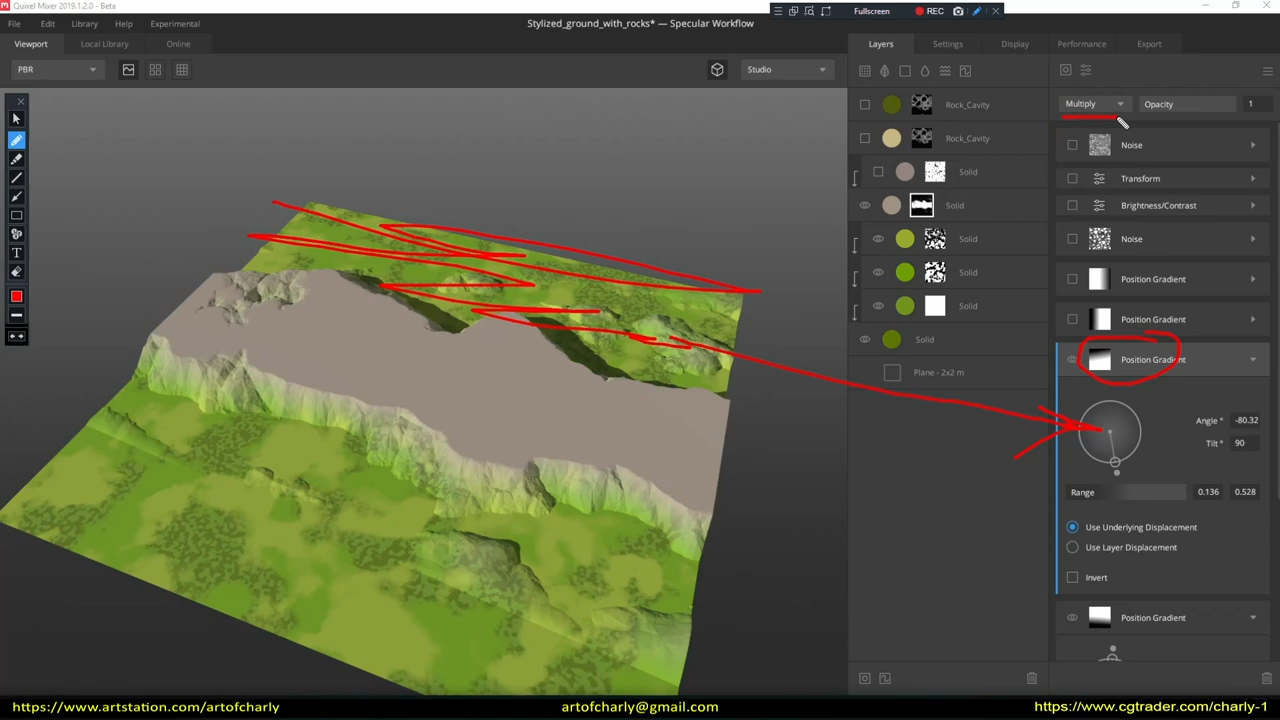 Quixel Mixer 2019.1.2.0 - Beta
Fullscreen
REC
File
Edit
Library
Help
Experimental
Stylized_ground_with_rocks* — Specular Workflow
Viewport
Local Library
Online
Layers
Settings
Display
Performance
Export
PBR
Studio
Multiply
Opacity
1
Rock_Cavity
Rock_Cavity
Solid
Solid
Solid
Solid
Solid
Solid
Plane - 2x2 m
Noise
Transform
Brightness/Contrast
Noise
Position Gradient
Position Gradient
Position Gradient
Angle °
-80.32
Tilt °
90
Range
0.136
0.528
Use Underlying Displacement
Use Layer Displacement
Invert
Position Gradient
T
https://www.artstation.com/artofcharly
artofcharly@gmail.com
https://www.cgtrader.com/charly-1